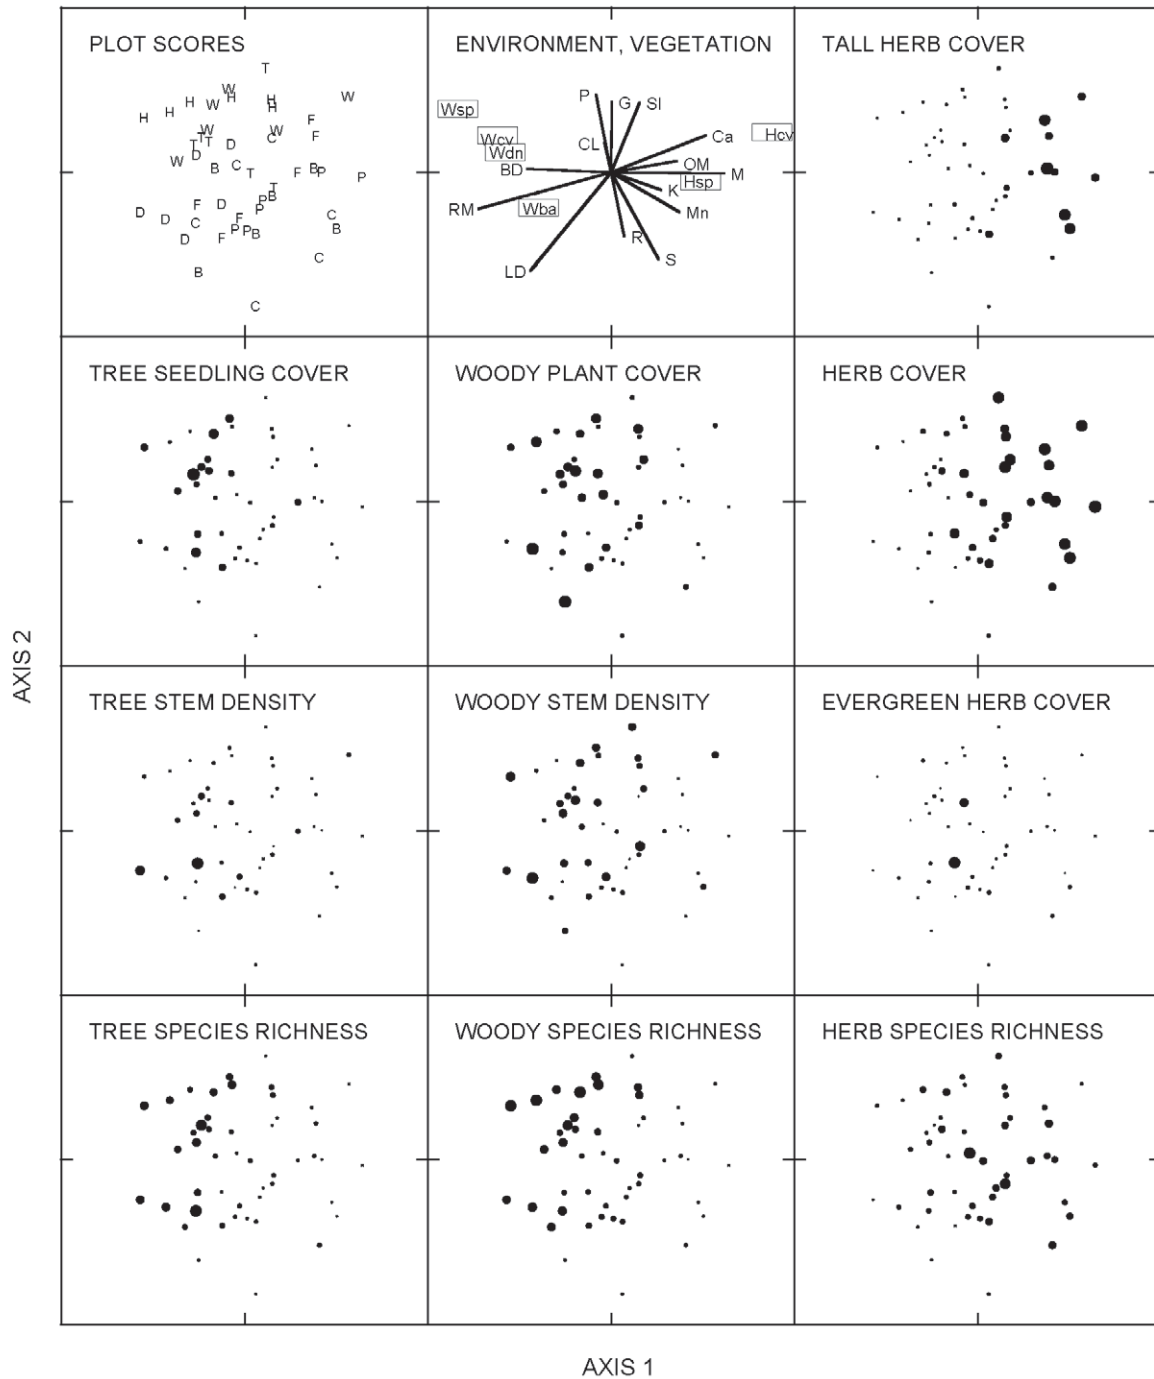 PLOT SCORES
ENVIRONMENT, VEGETATION
TALL HERB COVER
T
W
W
H
H
H
W
H
H
H
F
W
W
C
F
T
T
T
D
D
W
B
C
T
F
B
P
P
T
B
P
P
F
D
D
D
C
F
P
P
B
D
F
C
B
C
B
C
P
G
SI
Wsp
Ca
Hcv
Wcv
CL
Wdn
OM
BD
M
Hsp
K
RM
Wba
Mn
R
S
LD
TREE SEEDLING COVER
WOODY PLANT COVER
HERB COVER
TREE STEM DENSITY
WOODY STEM DENSITY
EVERGREEN HERB COVER
TREE SPECIES RICHNESS
WOODY SPECIES RICHNESS
HERB SPECIES RICHNESS
AXIS 2
AXIS 1